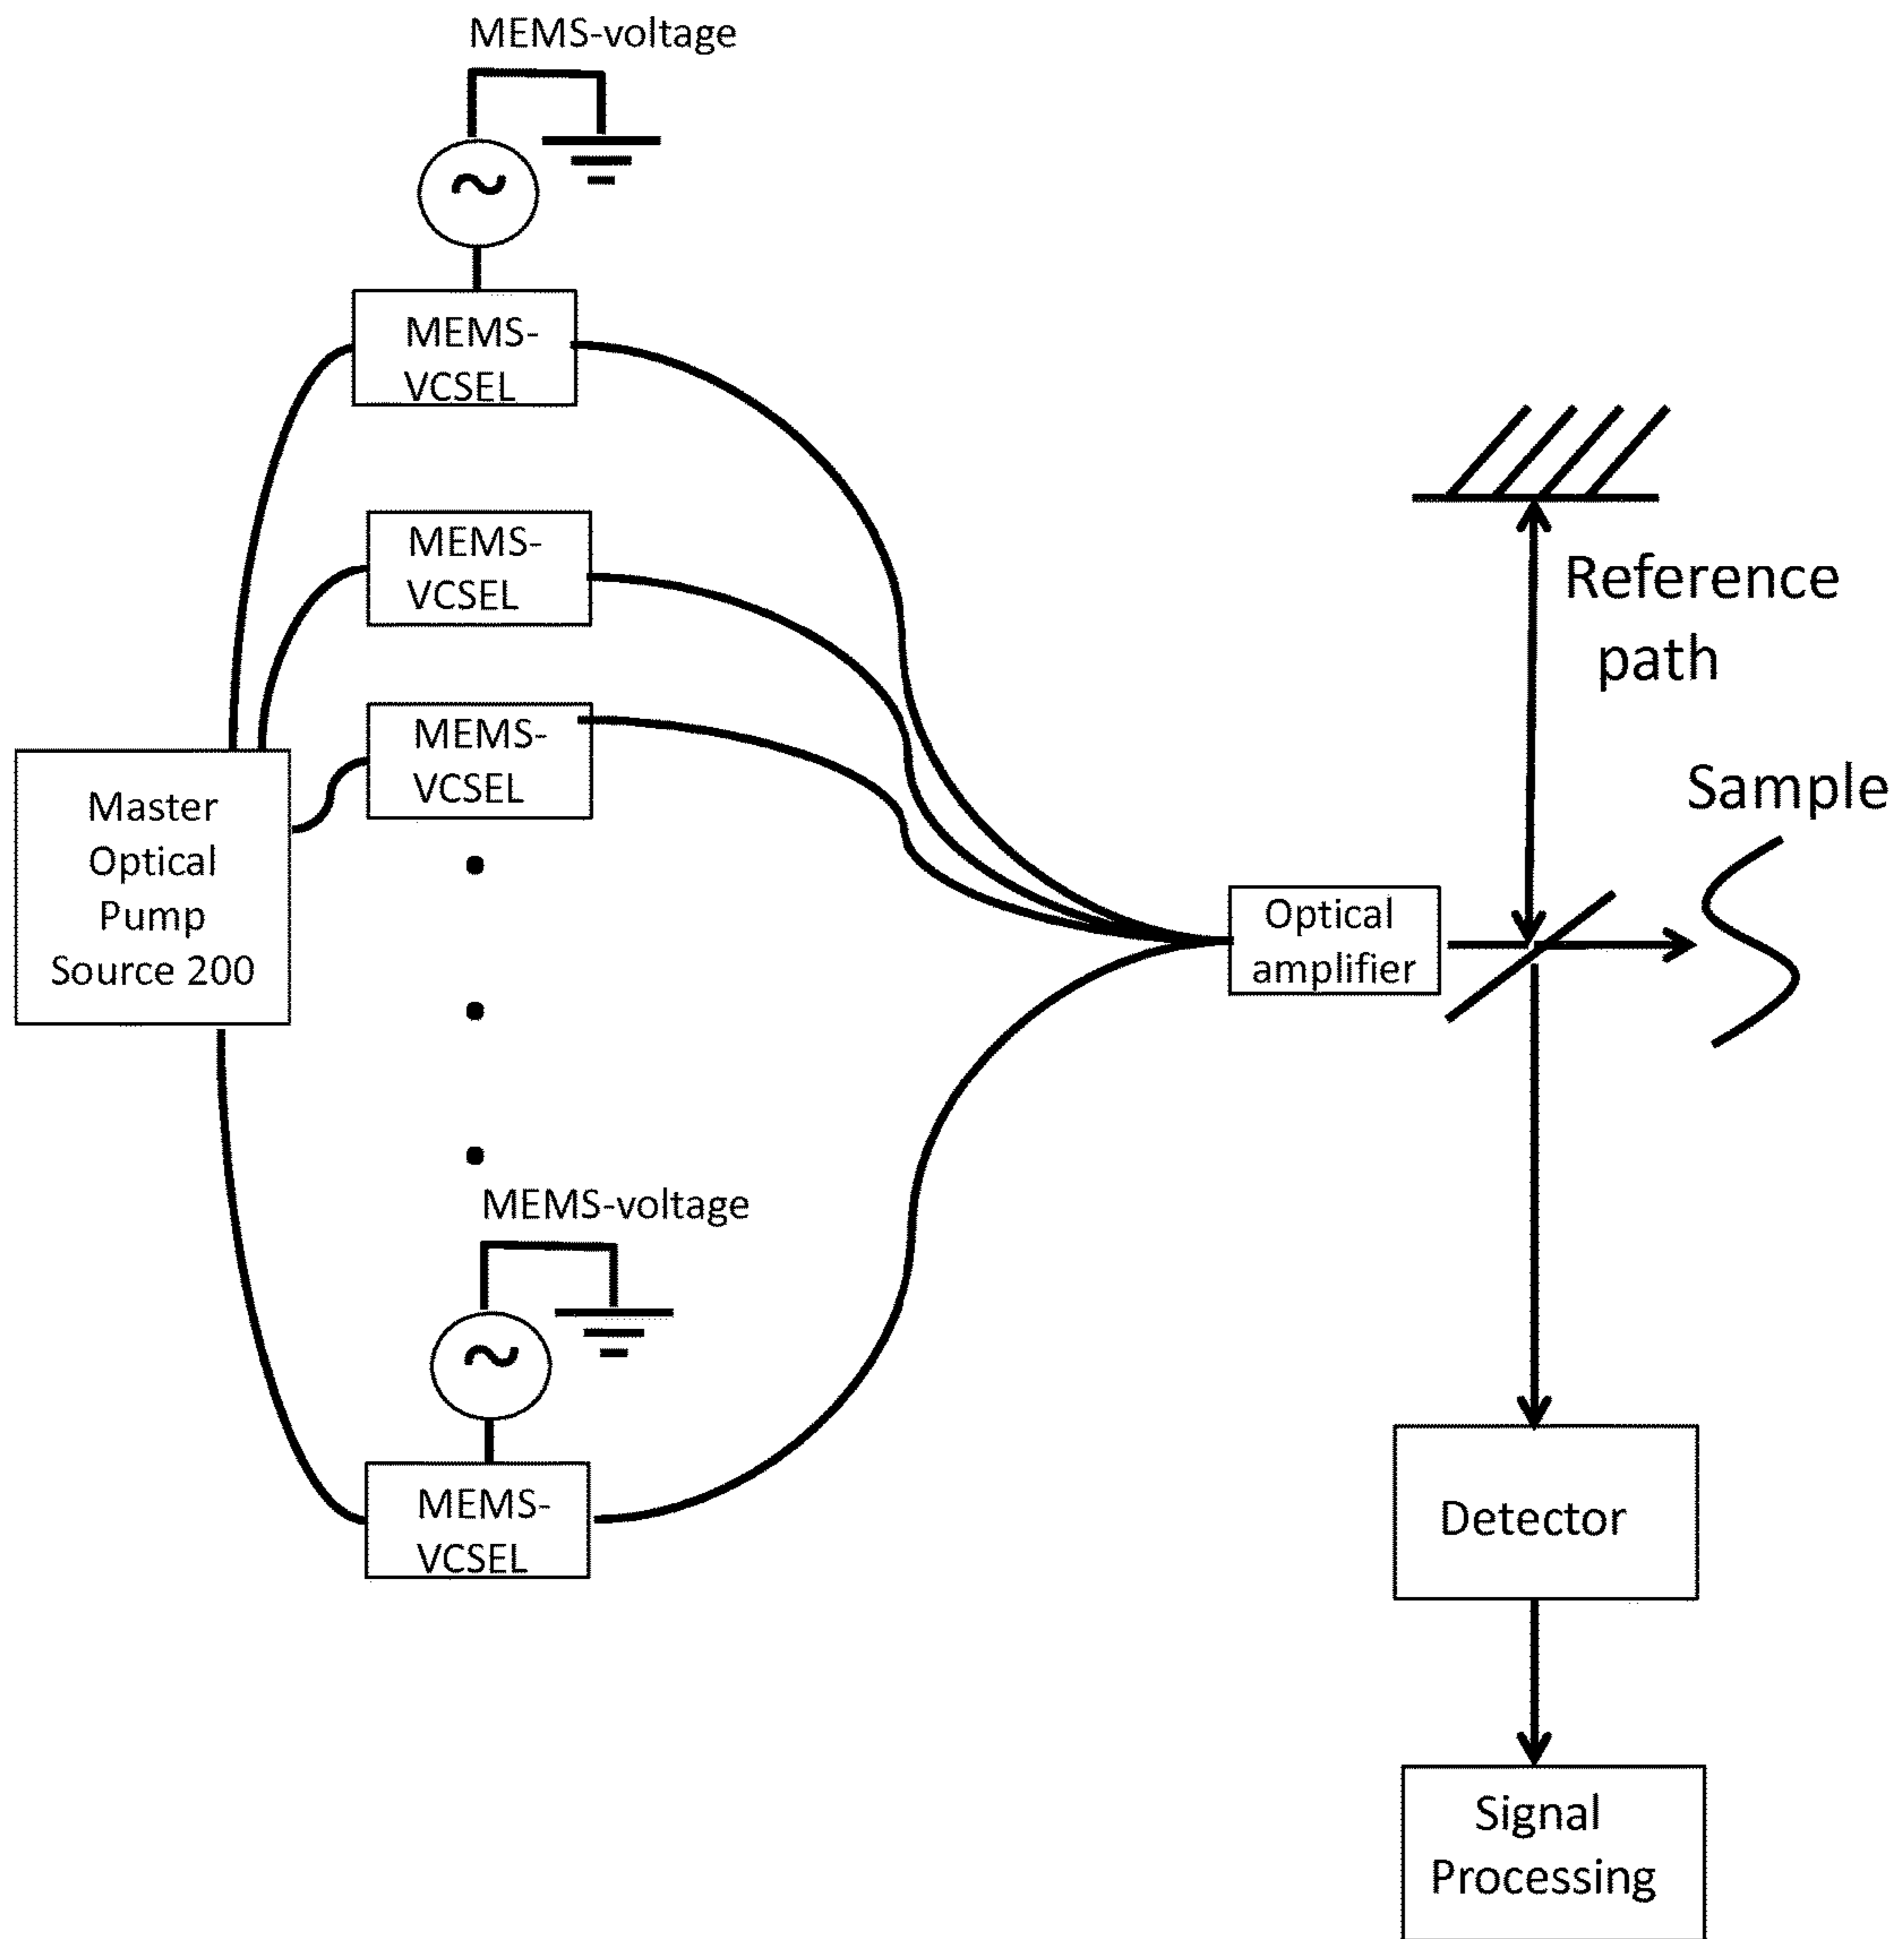 MEMS-voltage
MEMS-
VCSEL
MEMS-
VCSEL
MEMS-
VCSEL
Master
Optical
Pump
Source 200
MEMS-voltage
MEMS-
VCSEL
Optical
amplifier
Reference
path
Sample
Detector
Signal
Processing